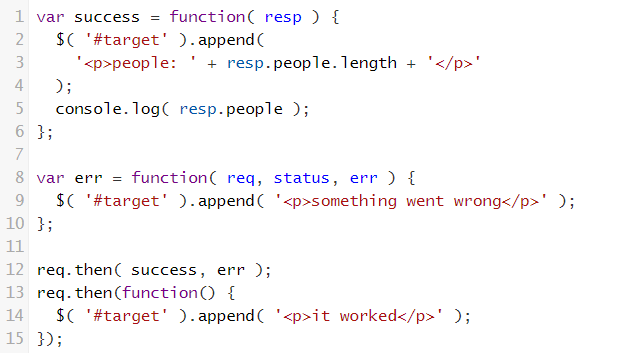 1 var success = function( resp ) {
2   $( '#target' ).append(
3     '<p>people: ' + resp.people.length + '</p>'
4   );
5   console.log( resp.people );
6 };
7
8 var err = function( req, status, err ) {
9   $( '#target' ).append( '<p>something went wrong</p>' );
10 };
11
12 req.then( success, err );
13 req.then(function() {
14   $( '#target' ).append( '<p>it worked</p>' );
15 });